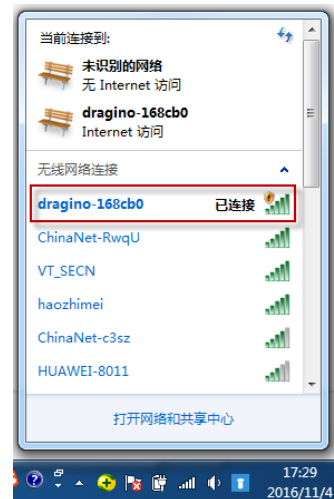 当前连接到:
未识别的网络
无 Internet 访问
dragino-168cb0
Internet 访问
无线网络连接
dragino-168cb0 已连接
ChinaNet-RwqU
VT_SECN
haozhimei
ChinaNet-c3sz
HUAWEI-8011
打开网络和共享中心
17:29
2016/11/4